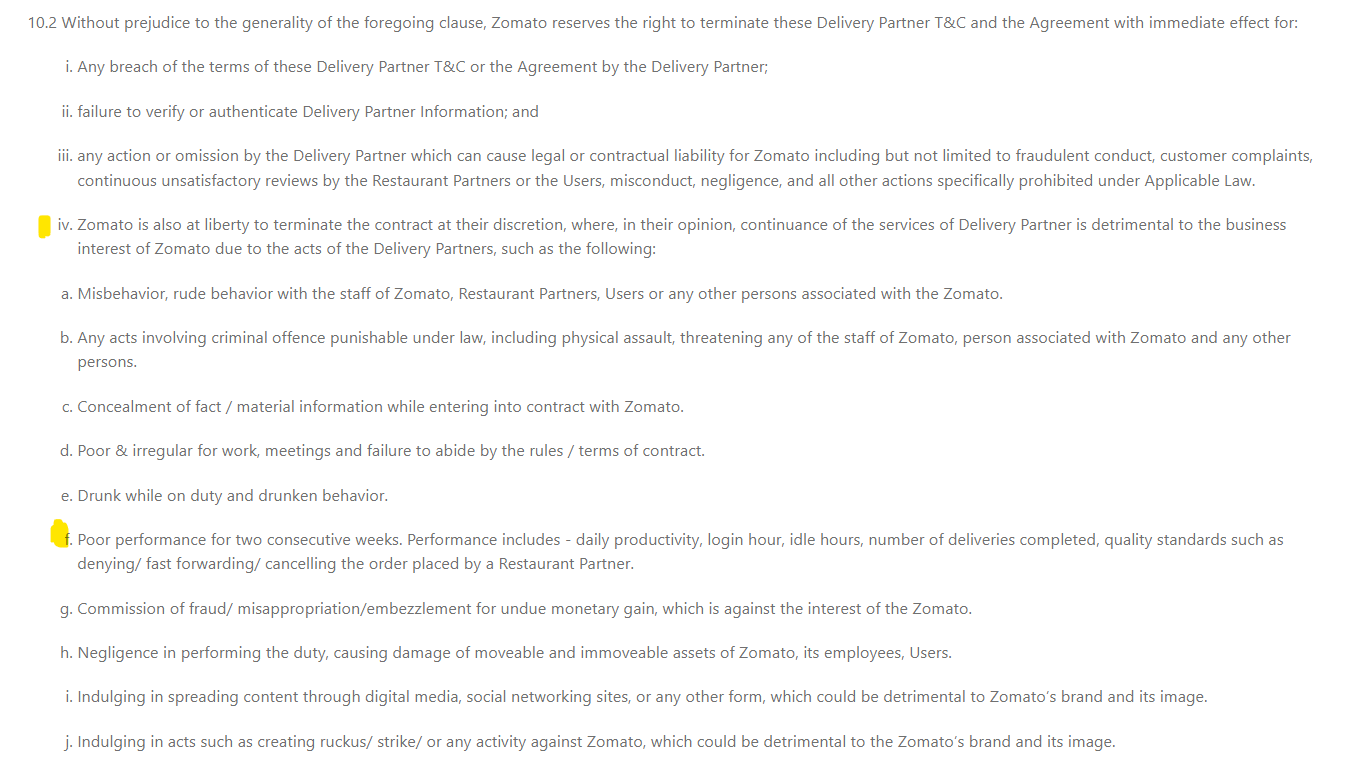 10.2 Without prejudice to the generality of the foregoing clause, Zomato reserves the right to terminate these Delivery Partner T&C and the Agreement with immediate effect for:
i. Any breach of the terms of these Delivery Partner T&C or the Agreement by the Delivery Partner;
ii. failure to verify or authenticate Delivery Partner Information; and
iii. any action or omission by the Delivery Partner which can cause legal or contractual liability for Zomato including but not limited to fraudulent conduct, customer complaints,
continuous unsatisfactory reviews by the Restaurant Partners or the Users, misconduct, negligence, and all other actions specifically prohibited under Applicable Law.
iv. Zomato is also at liberty to terminate the contract at their discretion, where, in their opinion, continuance of the services of Delivery Partner is detrimental to the business
interest of Zomato due to the acts of the Delivery Partners, such as the following:
a. Misbehavior, rude behavior with the staff of Zomato, Restaurant Partners, Users or any other persons associated with the Zomato.
b. Any acts involving criminal offence punishable under law, including physical assault, threatening any of the staff of Zomato, person associated with Zomato and any other
persons.
c. Concealment of fact / material information while entering into contract with Zomato.
d. Poor & irregular for work, meetings and failure to abide by the rules / terms of contract.
e. Drunk while on duty and drunken behavior.
f. Poor performance for two consecutive weeks. Performance includes - daily productivity, login hour, idle hours, number of deliveries completed, quality standards such as
denying/ fast forwarding/ cancelling the order placed by a Restaurant Partner.
g. Commission of fraud/ misappropriation/embezzlement for undue monetary gain, which is against the interest of the Zomato.
h. Negligence in performing the duty, causing damage of moveable and immoveable assets of Zomato, its employees, Users.
i. Indulging in spreading content through digital media, social networking sites, or any other form, which could be detrimental to Zomato's brand and its image.
j. Indulging in acts such as creating ruckus/ strike/ or any activity against Zomato, which could be detrimental to the Zomato's brand and its image.